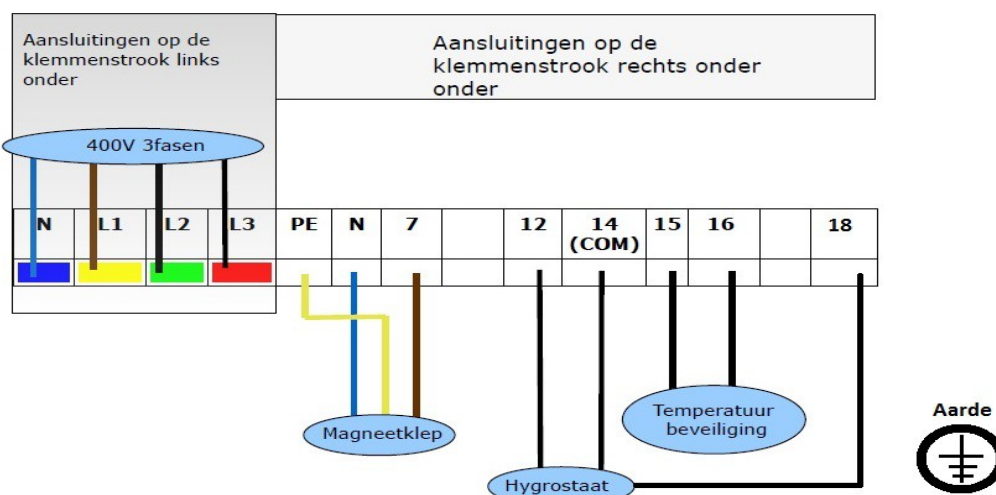 Aansluitingen op de
klemmenstrook links
onder
Aansluitingen op de
klemmenstrook rechts onder
onder
400V 3fasen
N L1 L2 L3 PE N 7 12 14 15 16 18
(COM)
Magneetklep
Temperatuur
beveiliging
Hygrostaat
Aarde